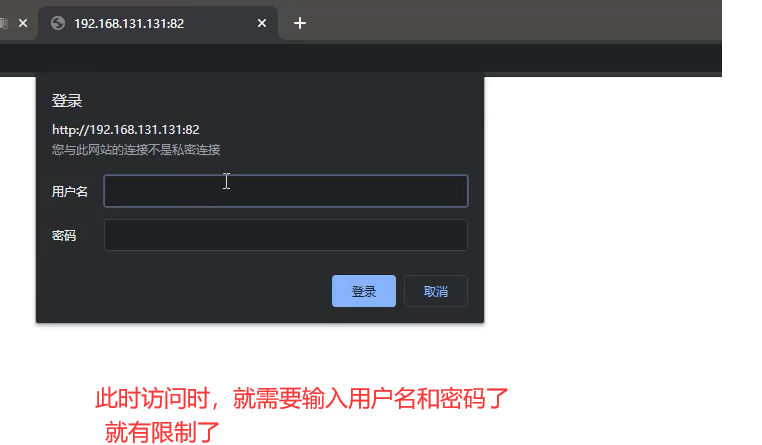 测
192.168.131.131:82
登录
http://192.168.131.131:82
您与此网站的连接不是私密连接
用户名
密码
登录 取消
此时访问时，就需要输入用户名和密码了
就有限制了